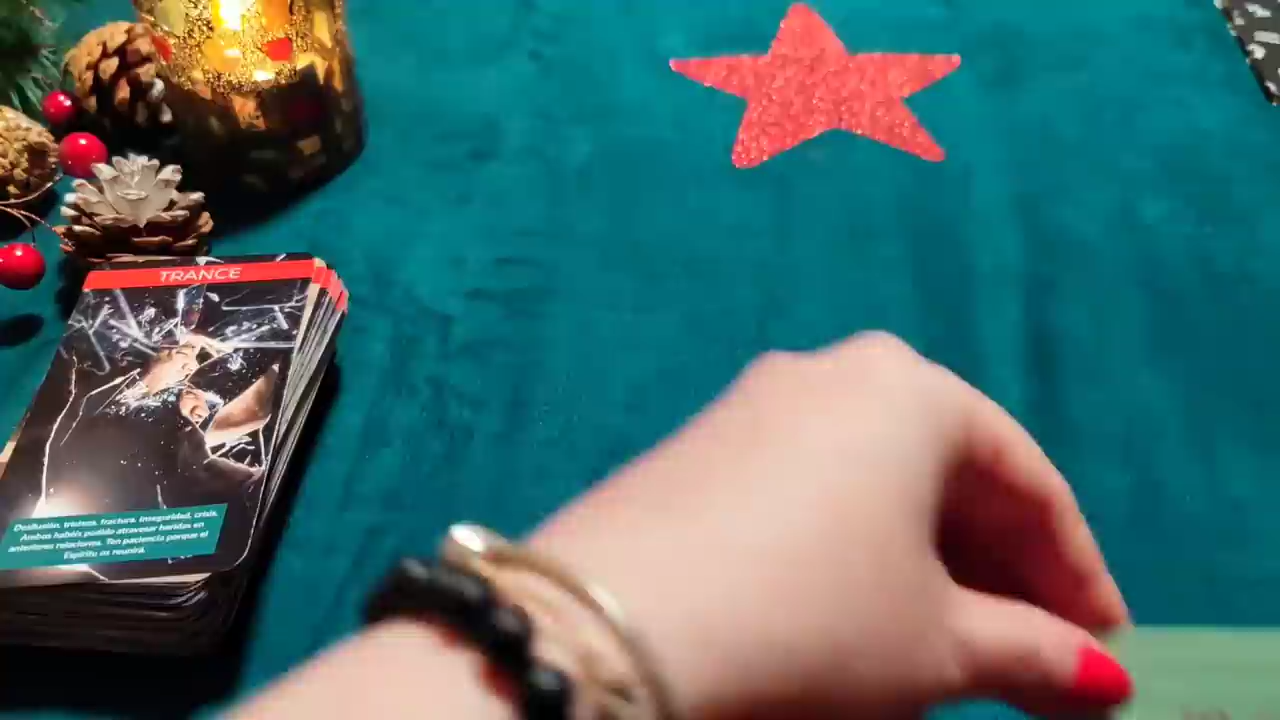 TRANCE
Desilusión, tristeza, fractura, inseguridad, crisis.
Ambos habéis podido atravesar heridas en
anteriores relaciones. Ten paciencia porque el
Espíritu os reunirá.